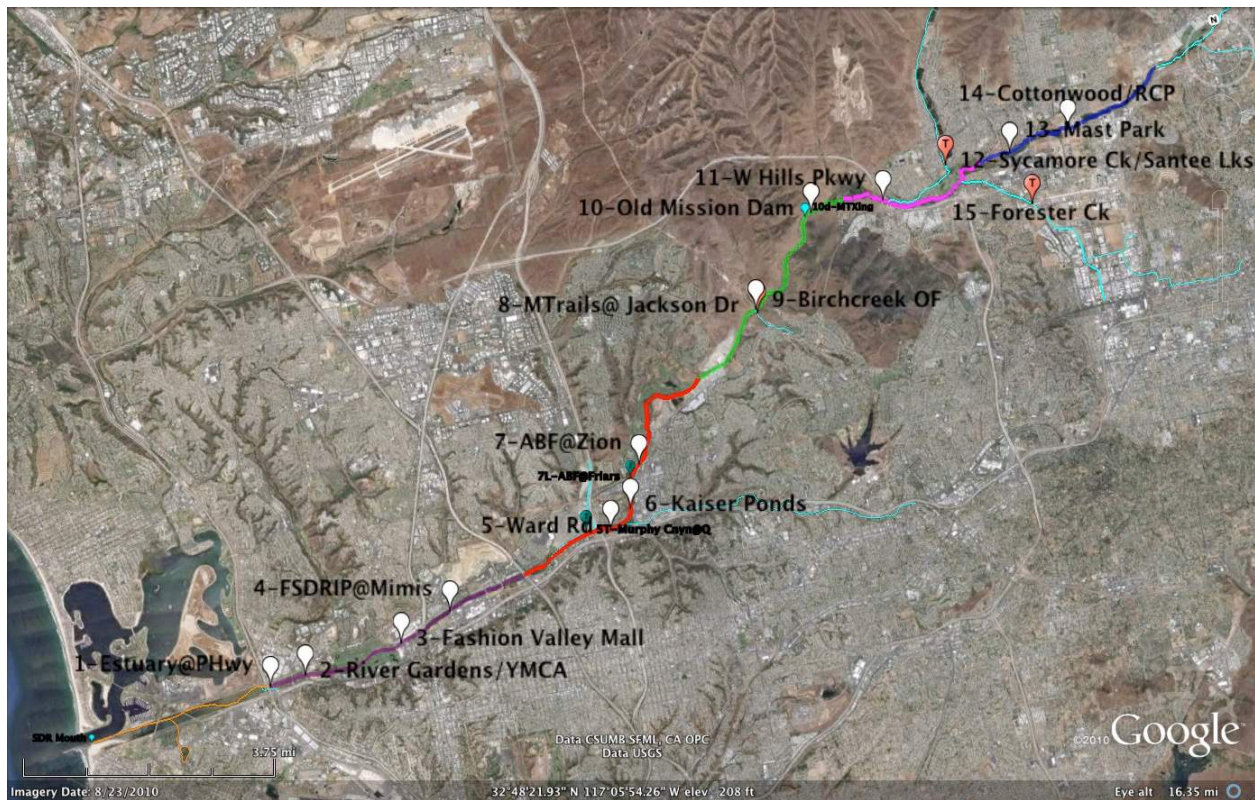 N
14-Cottonwood/RCP
13-Mast Park
T
12-Sycamore Ck/Santee Lks
11-W Hills Pkwy
T
10-Old Mission Dam
10d-MTXing
15-Forester Ck
8-MTrails@ Jackson Dr
9-Birchcreek OF
7-ABF@Zion
7L-ABF@Friars
6-Kaiser Ponds
5-Ward Rd
5T-Murphy Cnyn@Q
4-FSDRIP@Mimis
3-Fashion Valley Mall
1-Estuary@PHwy
2-River Gardens/YMCA
SDR Mouth
3.75 mi
Data CSUMB SFML, CA OPC
Data USGS
©2010 Google
Imagery Date: 8/23/2010
32°48'21.93" N 117°05'54.26" W elev 208 ft
Eye alt 16.35 mi